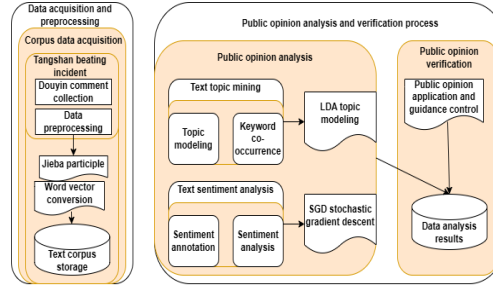 Data acquisition and
preprocessing
Corpus data acquisition
Tangshan beating
incident
Douyin comment
collection
Data
preprocessing
Jieba participle
Word vector
conversion
Text corpus
storage
Public opinion analysis and verification process
Public opinion analysis
Text topic mining
Topic
modeling
Keyword
co-
occurrence
LDA topic
modeling
Text sentiment analysis
Sentiment
annotation
Sentiment
analysis
SGD stochastic
gradient descent
Public opinion
verification
Public opinion
application and
guidance control
Data analysis
results